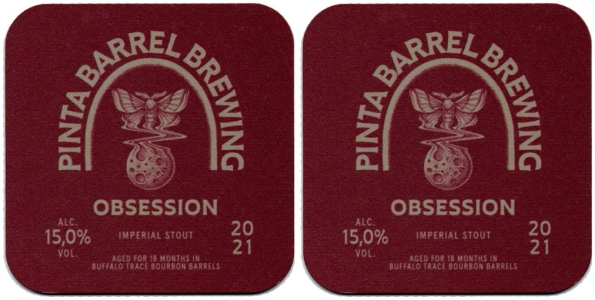 PINTA BARREL BREWING
OBSESSION
ALC.
15,0%
VOL.
IMPERIAL STOUT
20
21
AGED FOR 18 MONTHS IN
BUFFALO TRACE BOURBON BARRELS
PINTA BARREL BREWING
OBSESSION
ALC.
15,0%
VOL.
IMPERIAL STOUT
20
21
AGED FOR 18 MONTHS IN
BUFFALO TRACE BOURBON BARRELS